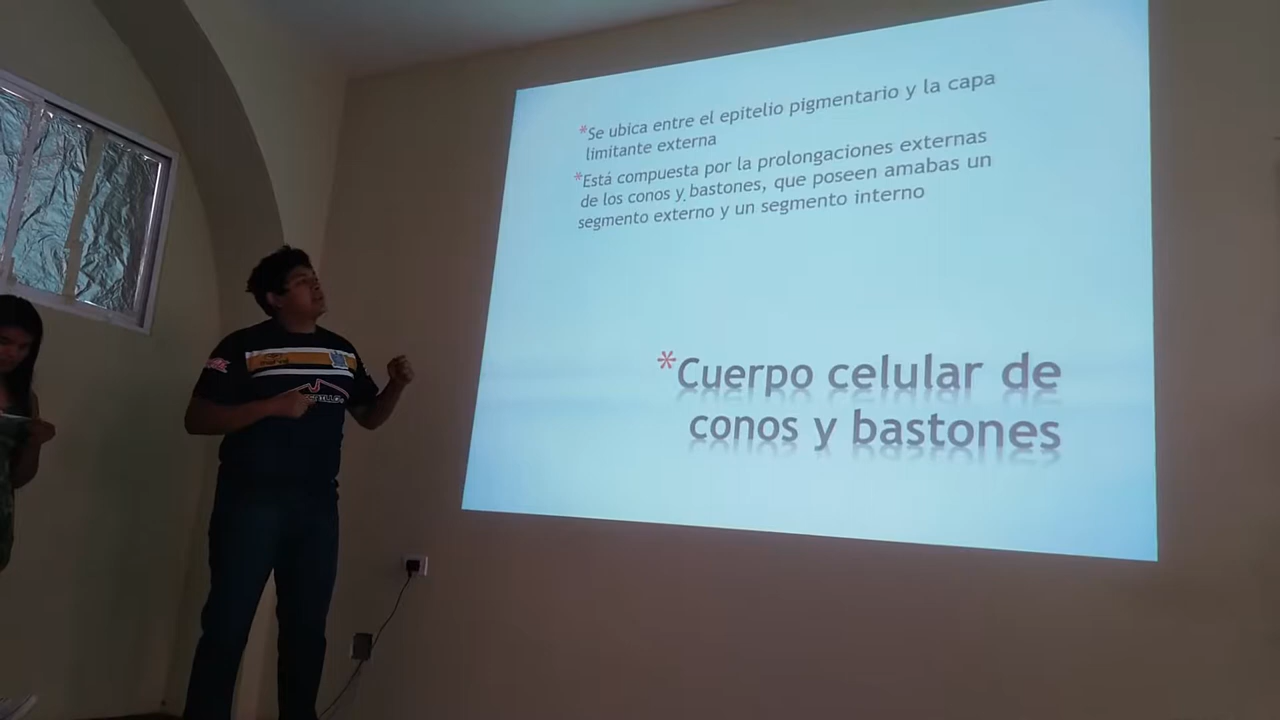 *Se ubica entre el epitelio pigmentario y la capa
limitante externa
*Está compuesta por la prolongaciones externas
de los conos y bastones, que poseen amabas un
segmento externo y un segmento interno
*Cuerpo celular de
conos y bastones